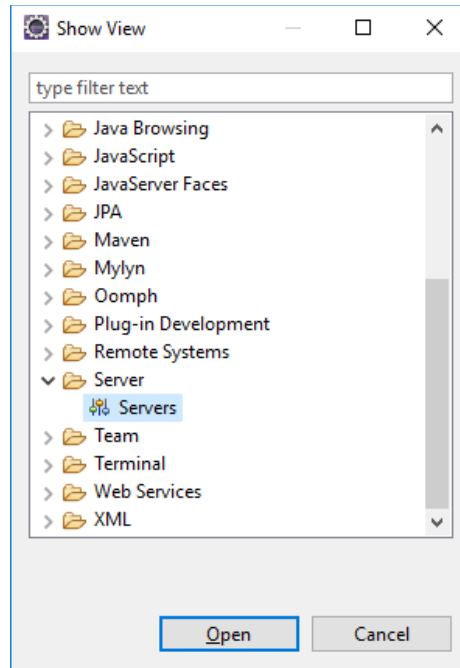 Show View
type filter text
Java Browsing
JavaScript
JavaServer Faces
JPA
Maven
Mylyn
Oomph
Plug-in Development
Remote Systems
Server
Servers
Team
Terminal
Web Services
XML
Open Cancel